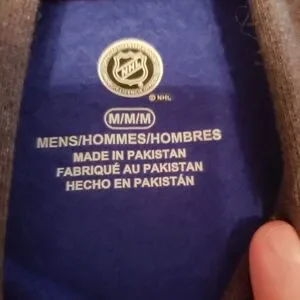 NHL
© NHL
M/M/M
MENS/HOMMES/HOMBRES
MADE IN PAKISTAN
FABRIQUÉ AU PAKISTAN
HECHO EN PAKISTÁN